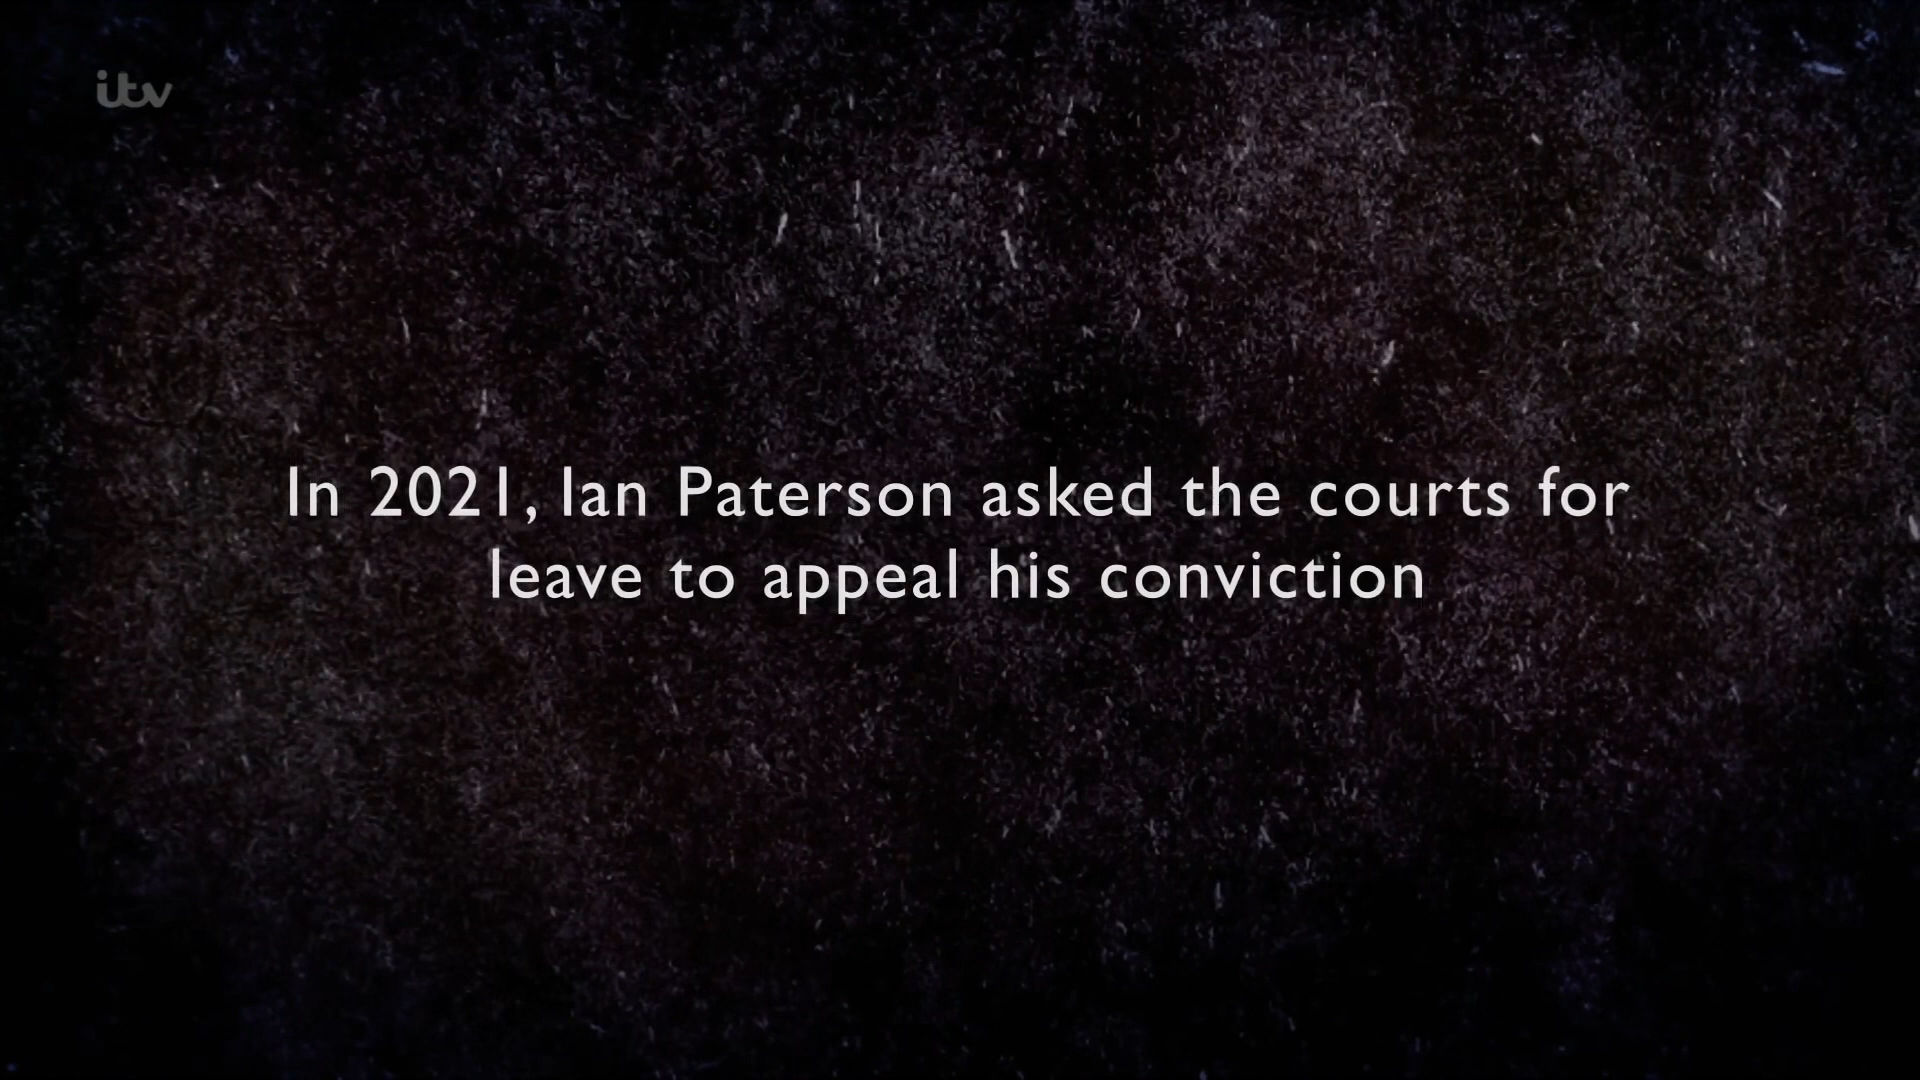 itv
In 2021, Ian Paterson asked the courts for
leave to appeal his conviction